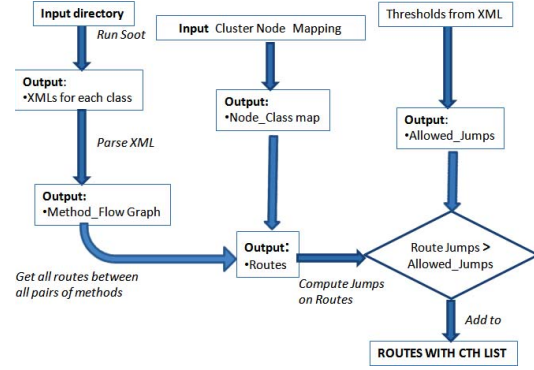 Input directory
Run Soot
Output:
•XMLs for each class
Parse XML
Output:
•Method_Flow Graph
Get all routes between
all pairs of methods
Input Cluster Node Mapping
Output:
•Node_Class map
Output:
•Routes
Compute Jumps
on Routes
Thresholds from XML
Output:
•Allowed_Jumps
Route Jumps >
Allowed_Jumps
Add to
ROUTES WITH CTH LIST